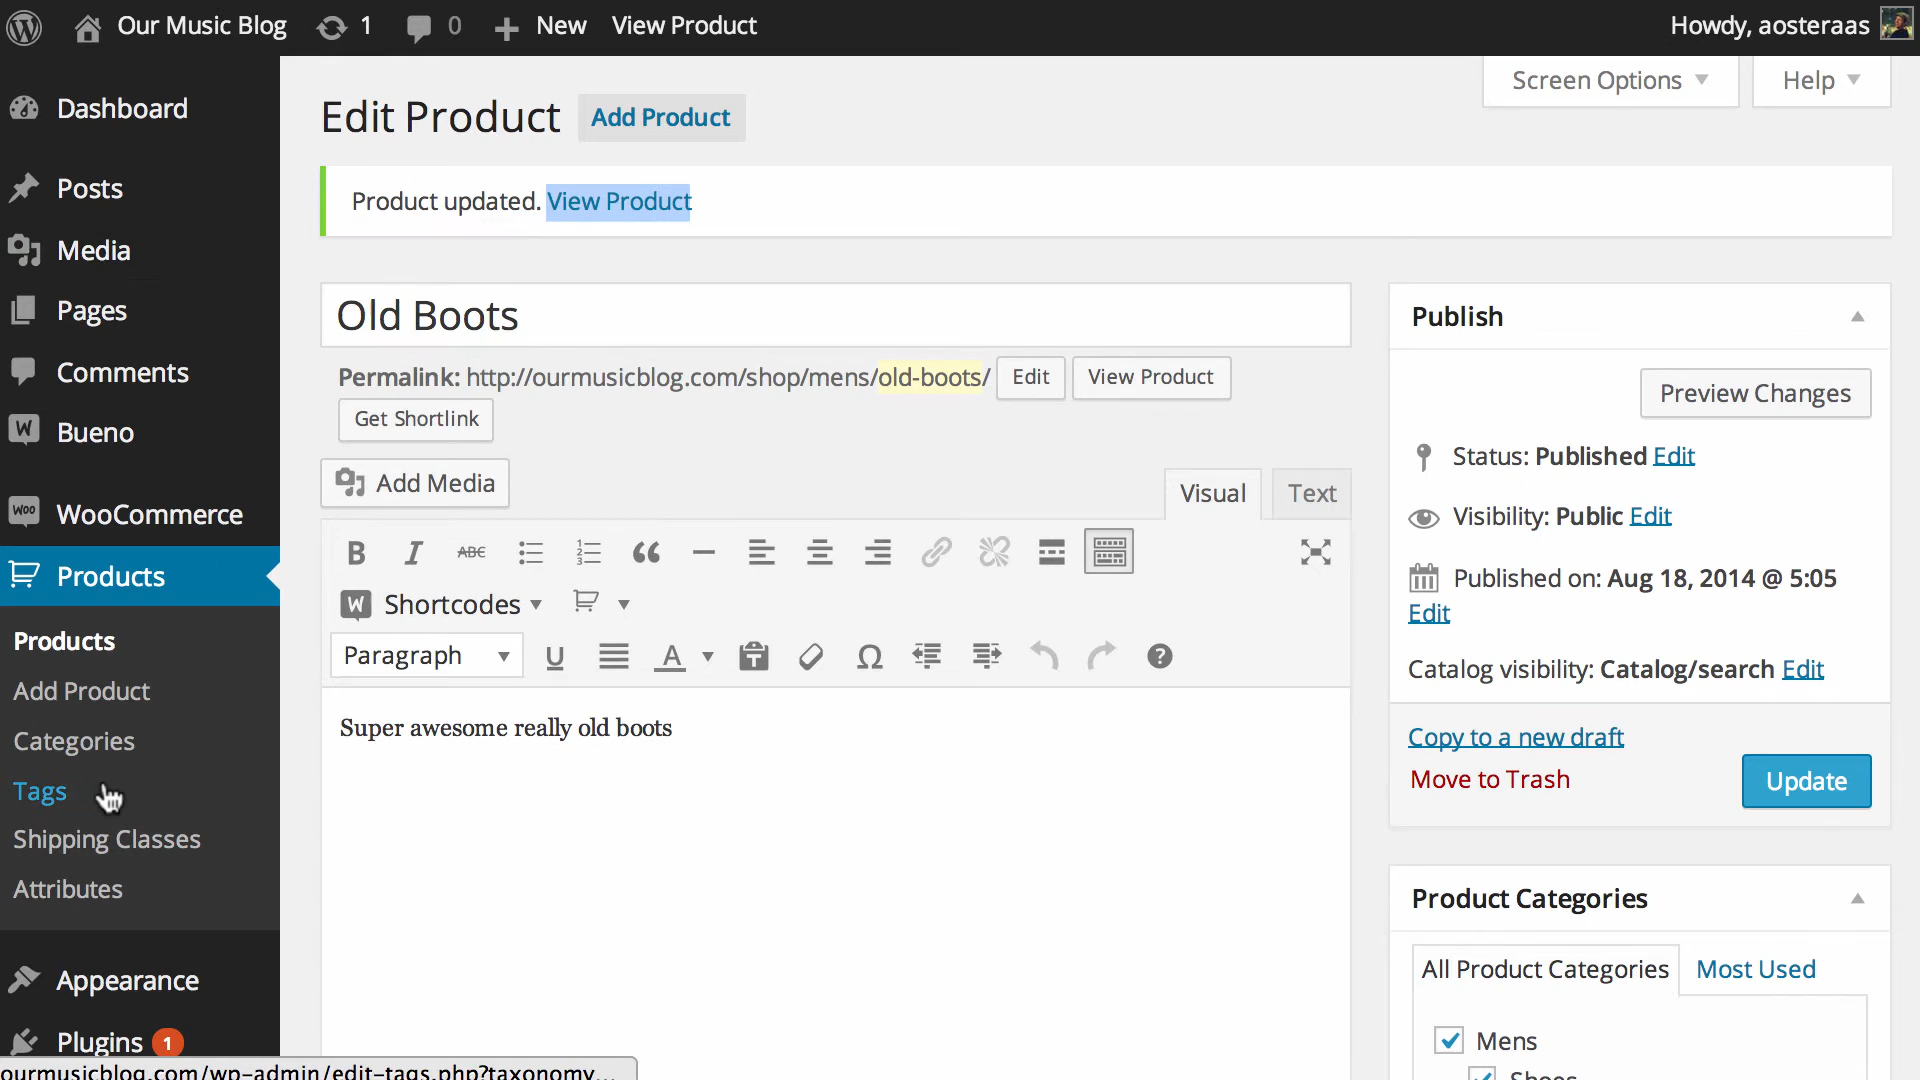 Our Music Blog 1 0 New View Product Howdy, aosteraas
Screen Options Help
Dashboard
Posts
Media
Pages
Comments
Bueno
WooCommerce
Products
Products
Add Product
Categories
Tags
Shipping Classes
Attributes
Appearance
Plugins 1
Edit Product Add Product
Product updated. View Product
Old Boots
Permalink: http://ourmusicblog.com/shop/mens/old-boots/ Edit View Product
Get Shortlink
Add Media
Visual Text
Shortcodes
Paragraph
Super awesome really old boots
Publish
Preview Changes
Status: Published Edit
Visibility: Public Edit
Published on: Aug 18, 2014 @ 5:05
Edit
Catalog visibility: Catalog/search Edit
Copy to a new draft
Move to Trash
Update
Product Categories
All Product Categories Most Used
Mens
Shoes
ourmusicblog.com/wp-admin/edit-tags.php?taxonomy...